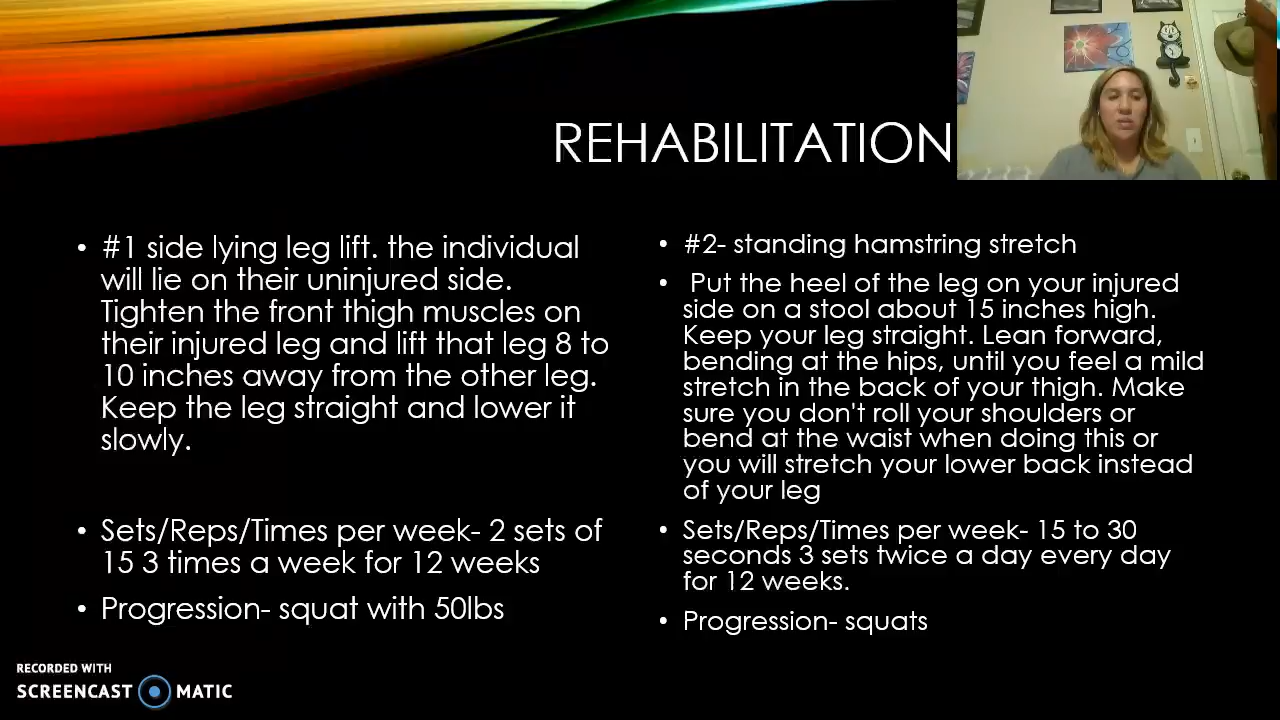 REHABILITATION
• #1 side lying leg lift. the individual
will lie on their uninjured side.
Tighten the front thigh muscles on
their injured leg and lift that leg 8 to
10 inches away from the other leg.
Keep the leg straight and lower it
slowly.
• Sets/Reps/Times per week- 2 sets of
15 3 times a week for 12 weeks
• Progression- squat with 50lbs
• #2- standing hamstring stretch
• Put the heel of the leg on your injured
side on a stool about 15 inches high.
Keep your leg straight. Lean forward,
bending at the hips, until you feel a mild
stretch in the back of your thigh. Make
sure you don't roll your shoulders or
bend at the waist when doing this or
you will stretch your lower back instead
of your leg
• Sets/Reps/Times per week- 15 to 30
seconds 3 sets twice a day every day
for 12 weeks.
• Progression- squats
RECORDED WITH
SCREENCAST MATIC